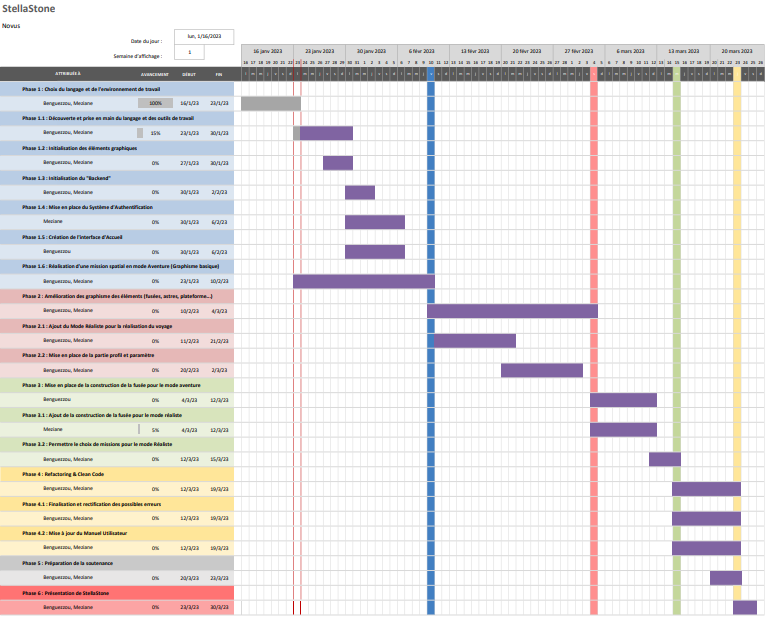 StellaStone
Novus
Date du jour : lun, 1/16/2023
Semaine d'affichage : 1
16 janv 2023 23 janv 2023 30 janv 2023 6 févr 2023 13 févr 2023 20 févr 2023 27 févr 2023 6 mars 2023 13 mars 2023 20 mars 2023
16 17 18 19 20 21 22 23 24 25 26 27 28 29 30 31 1 2 3 4 5 6 7 8 9 10 11 12 13 14 15 16 17 18 19 20 21 22 23 24 25 26 27 28 1 2 3 4 5 6 7 8 9 10 11 12 13 14 15 16 17 18 19 20 21 22 23 24 25 26
ATTRIBUÉS À AVANCEMENT DÉBUT FIN
Phase 1 : Choix du langage et de l'environnement de travail
Benguezzou, Meziane 100% 16/1/23 22/1/23
Phase 1.1 : Découverte et prise en main du langage et des outils de travail
Benguezzou, Meziane 15% 23/1/23 30/1/23
Phase 1.2 : Initialisation des éléments graphiques
Benguezzou, Meziane 0% 27/1/23 30/1/23
Phase 1.3 : Initialisation du "Backend"
Benguezzou, Meziane 0% 30/1/23 2/2/23
Phase 1.4 : Mise en place du Système d'Authentification
Meziane 0% 30/1/23 6/2/23
Phase 1.5 : Création de l'interface d'Accueil
Benguezzou 0% 30/1/23 6/2/23
Phase 1.6 : Réalisation d'une mission spatial en mode Aventure (Graphisme basique)
Benguezzou, Meziane 0% 23/1/23 10/2/23
Phase 2 : Amélioration des graphisme des éléments (fusées, astres, plateforme...)
Benguezzou, Meziane 0% 10/2/23 4/3/23
Phase 2.1 : Ajout du Mode Réaliste pour la réalisation du voyage
Benguezzou, Meziane 0% 11/2/23 21/2/23
Phase 2.2 : Mise en place de la partie profil et paramètre
Benguezzou, Meziane 0% 20/2/23 2/3/23
Phase 3 : Mise en place de la construction de la fusée pour le mode aventure
Benguezzou 0% 4/3/23 12/3/23
Phase 3.1 : Ajout de la construction de la fusée pour le mode réaliste
Meziane 5% 4/3/23 12/3/23
Phase 3.2 : Permettre le choix de missions pour le mode Réaliste
Benguezzou, Meziane 0% 12/3/23 15/3/23
Phase 4 : Refactoring & Clean Code
Benguezzou, Meziane 0% 12/3/23 19/3/23
Phase 4.1 : Finalisation et rectification des possibles erreurs
Benguezzou, Meziane 0% 12/3/23 19/3/23
Phase 4.2 : Mise à jour du Manuel Utilisateur
Benguezzou, Meziane 0% 12/3/23 19/3/23
Phase 5 : Préparation de la soutenance
Benguezzou, Meziane 0% 20/3/23 22/3/23
Phase 6 : Présentation de StellaStone
Benguezzou, Meziane 0% 23/3/23 30/3/23